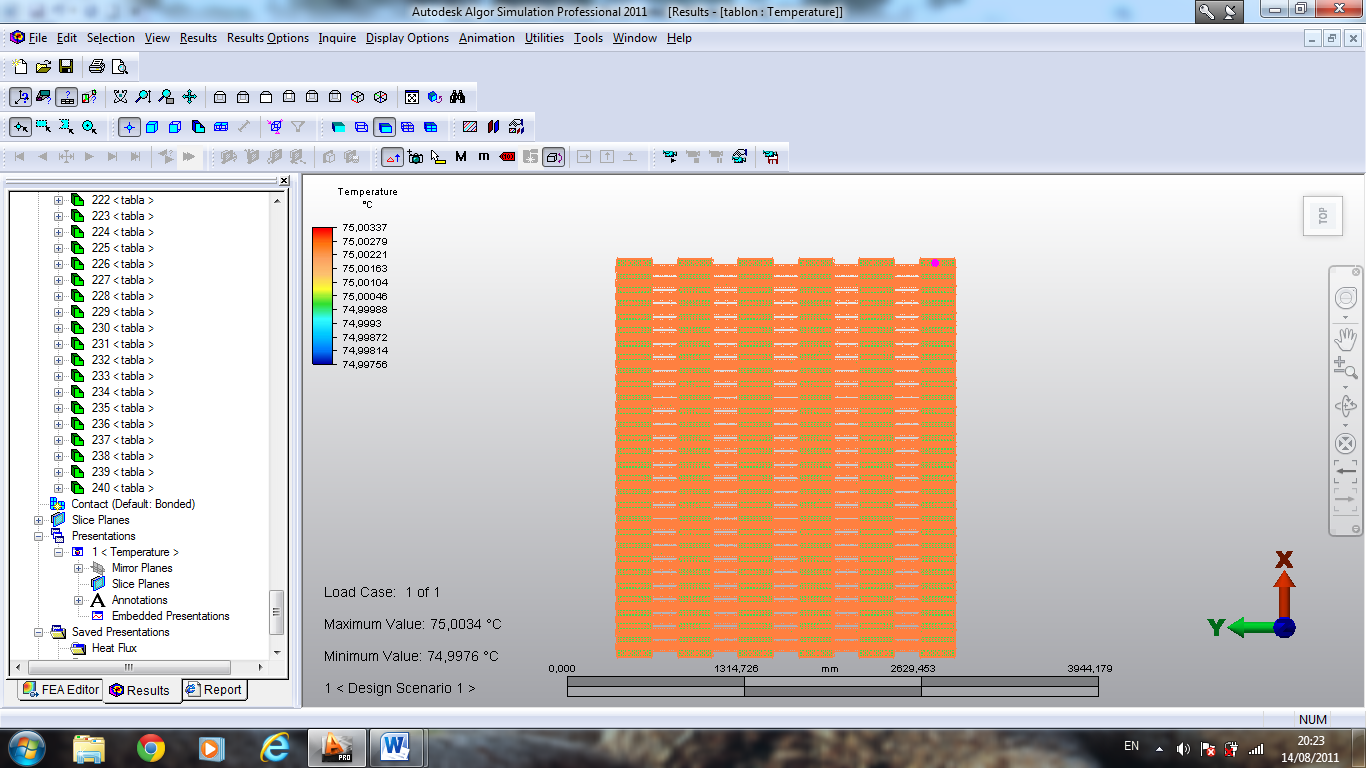 Autodesk Algor Simulation Professional 2011 - [Results - [tablon : Temperature]]
File Edit Selection View Results Results Options Inquire Display Options Animation Utilities Tools Window Help
M m
222 < tabla >
223 < tabla >
224 < tabla >
225 < tabla >
226 < tabla >
227 < tabla >
228 < tabla >
229 < tabla >
230 < tabla >
231 < tabla >
232 < tabla >
233 < tabla >
234 < tabla >
235 < tabla >
236 < tabla >
237 < tabla >
238 < tabla >
239 < tabla >
240 < tabla >
Contact (Default: Bonded)
Slice Planes
Presentations
1 < Temperature >
Mirror Planes
Slice Planes
A Annotations
Embedded Presentations
Saved Presentations
Heat Flux
FEA Editor Results Report
Temperature
°C
75,00337
75,00279
75,00221
75,00163
75,00104
75,00046
74,99988
74,9993
74,99872
74,99814
74,99756
TOP
X
Y
Load Case: 1 of 1
Maximum Value: 75,0034 °C
Minimum Value: 74,9976 °C
1 < Design Scenario 1 >
0,000 1314,726 mm 2629,453 3944,179
NUM
PRO
W
EN
20:23
14/08/2011